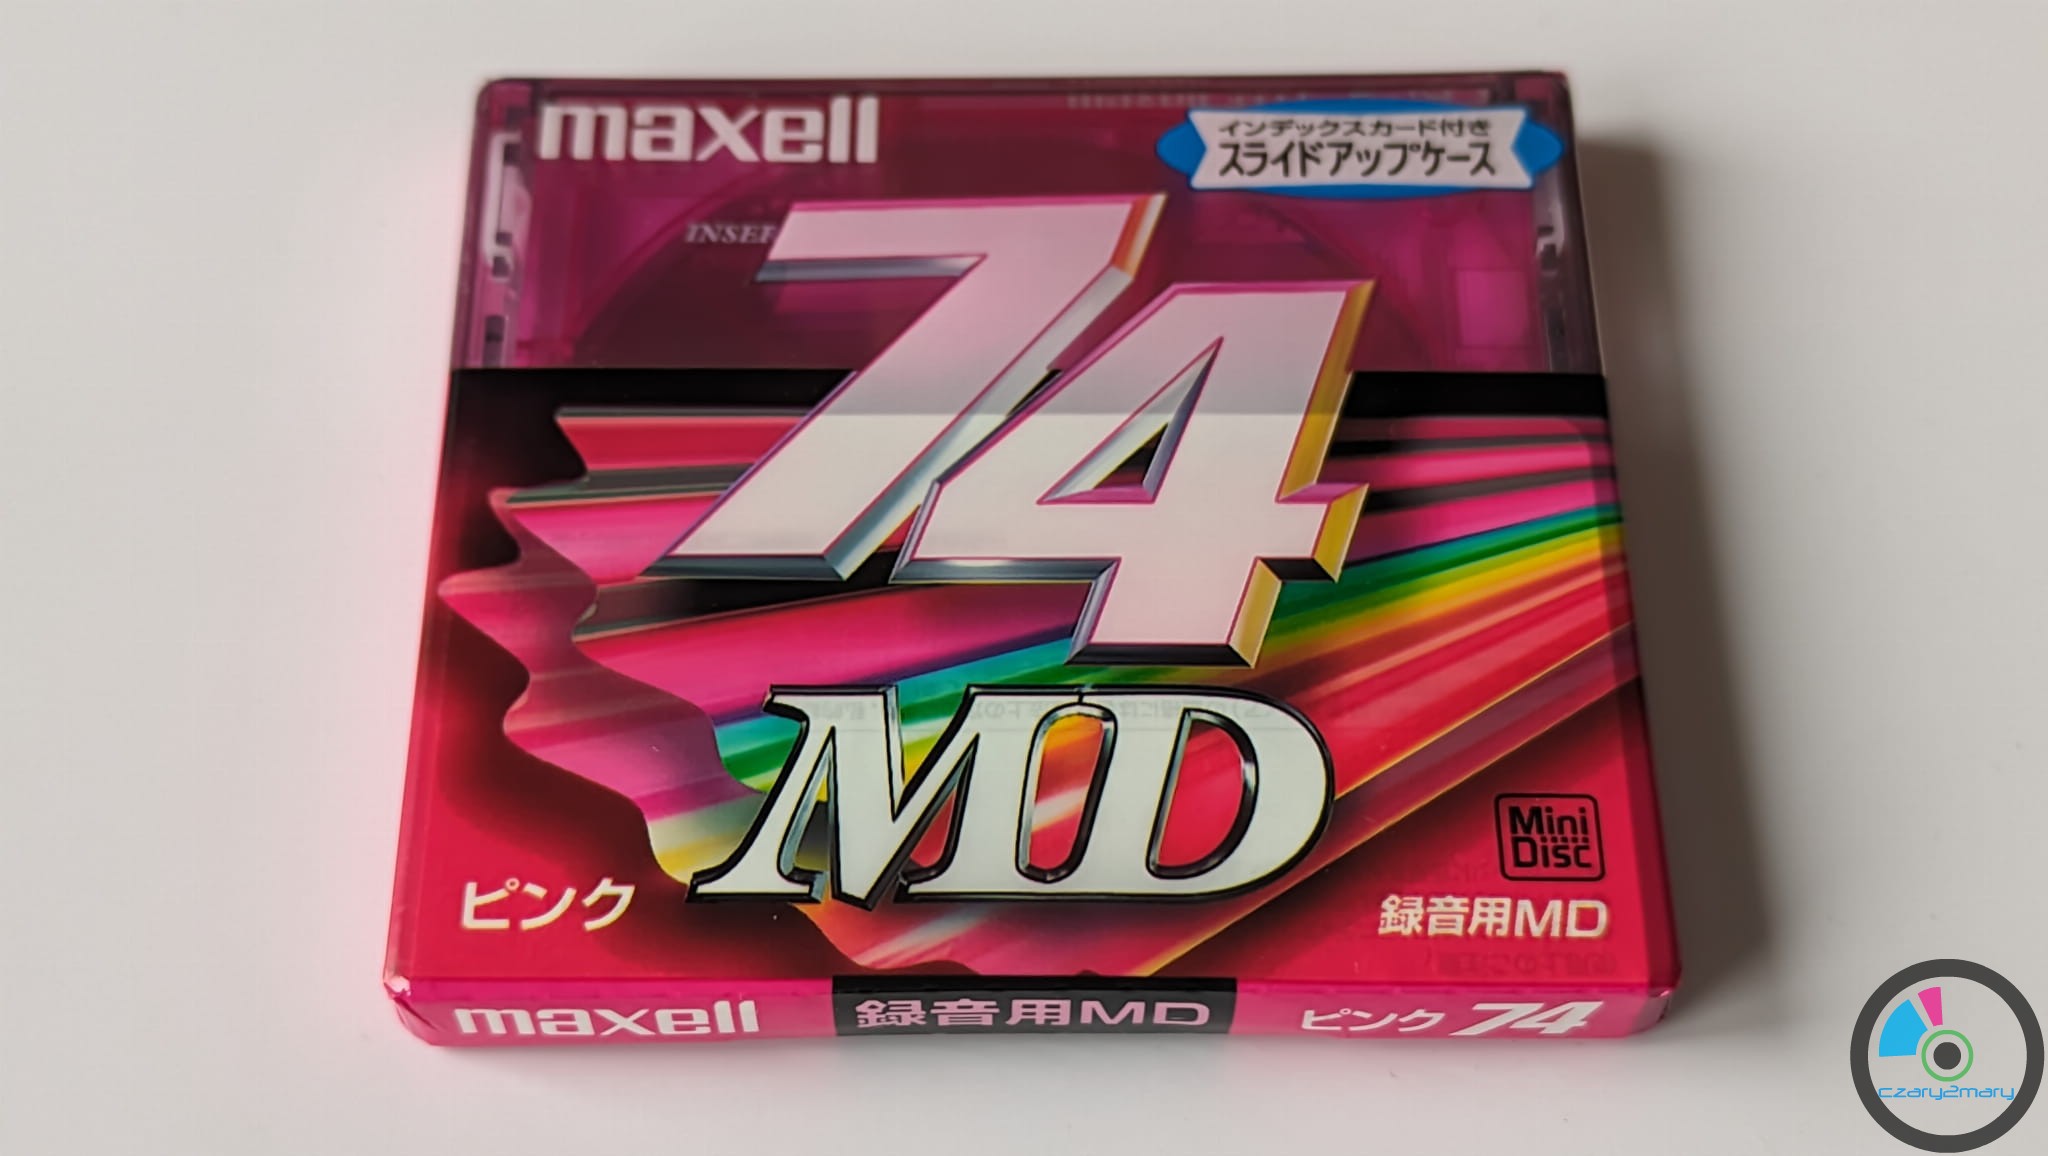 maxell
インデックスカード付き
スライドアップケース
INSER
74
MD
Mini
Disc
ピンク
録音用MD
maxell 録音用MD ピンク 74
czary2mary